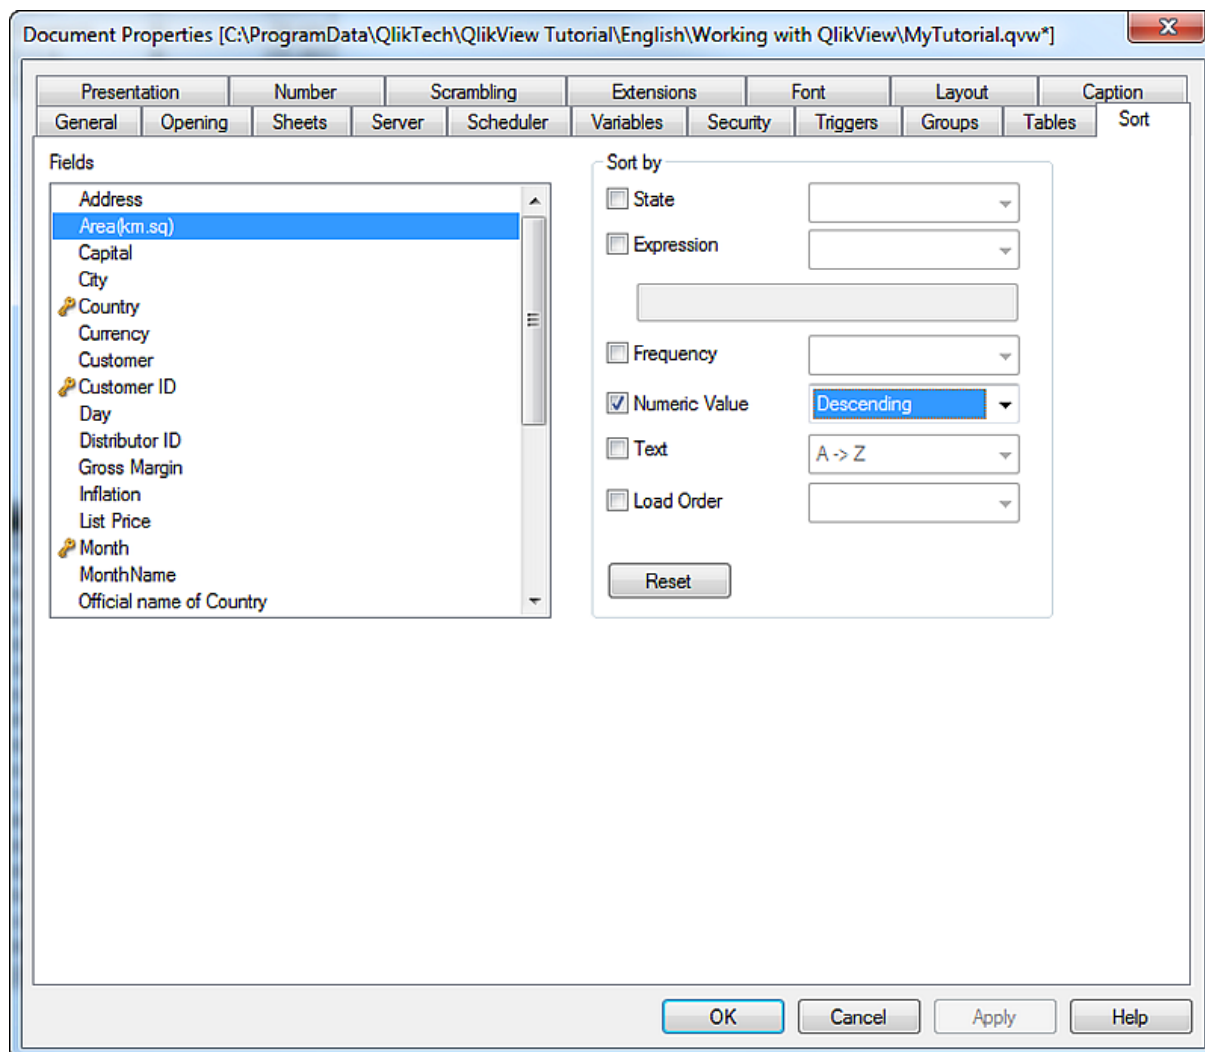 Document Properties [C:\ProgramData\QlikTech\QlikView Tutorial\English\Working with QlikView\MyTutorial.qvw*]
Presentation Number Scrambling Extensions Font Layout Caption
General Opening Sheets Server Scheduler Variables Security Triggers Groups Tables Sort
Fields
Address
Area(km.sq)
Capital
City
Country
Currency
Customer
Customer ID
Day
Distributor ID
Gross Margin
Inflation
List Price
Month
MonthName
Official name of Country
Sort by
State
Expression
Frequency
Numeric Value Descending
Text A -> Z
Load Order
Reset
OK Cancel Apply Help